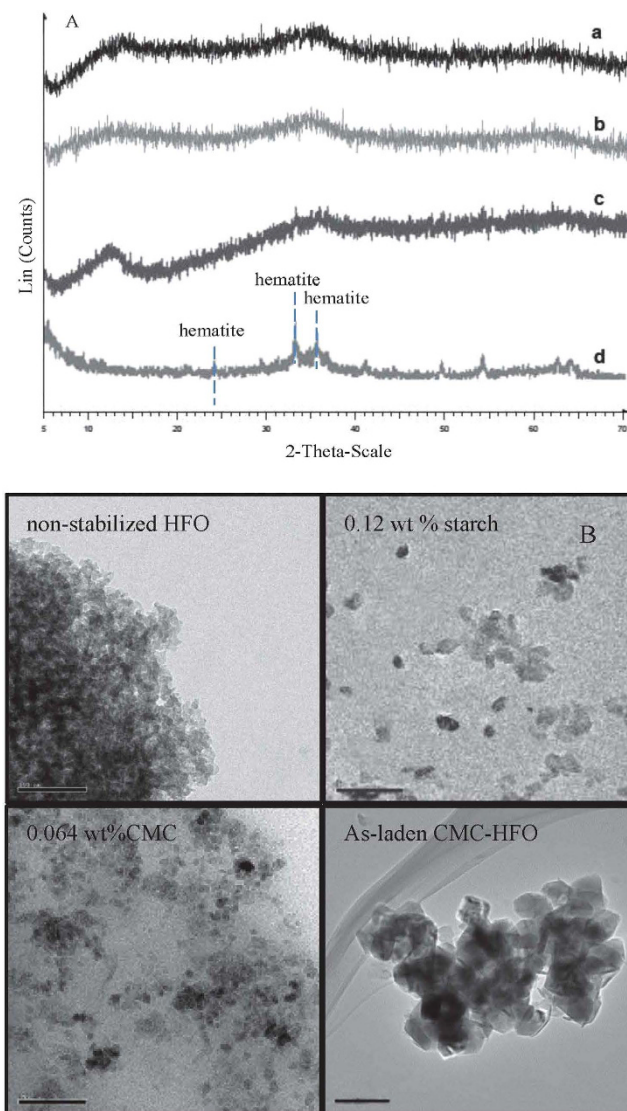 A
a
b
c
hematite
hematite
hematite
d
Lin (Counts)
5 10 20 30 40 50 60 70
2-Theta-Scale
non-stabilized HFO
0.12 wt % starch
B
0.064 wt%CMC
As-laden CMC-HFO